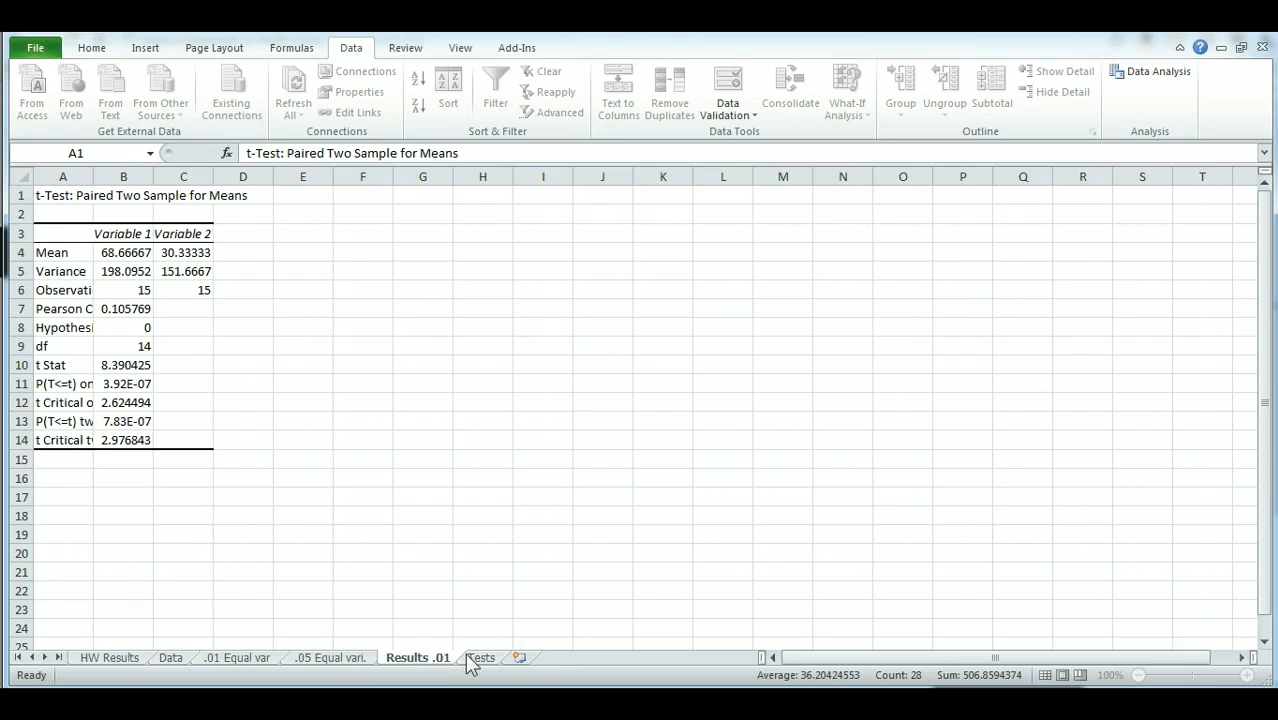 File Home Insert Page Layout Formulas Data Review View Add-Ins
From Access From Web From Text From Other Sources Existing Connections Refresh All Connections Properties Edit Links Sort Filter Clear Reapply Advanced Text to Columns Remove Duplicates Data Validation Consolidate What-If Analysis Group Ungroup Subtotal Show Detail Hide Detail Data Analysis
Get External Data Connections Sort & Filter Data Tools Outline Analysis
A1 fx t-Test: Paired Two Sample for Means
A B C D E F G H I J K L M N O P Q R S T
1 t-Test: Paired Two Sample for Means
2
3 Variable 1 Variable 2
4 Mean 68.66667 30.33333
5 Variance 198.0952 151.6667
6 Observati 15 15
7 Pearson C 0.105769
8 Hypothesi 0
9 df 14
10 t Stat 8.390425
11 P(T<=t) on 3.92E-07
12 t Critical o 2.624494
13 P(T<=t) tw 7.83E-07
14 t Critical tv 2.976843
15
16
17
18
19
20
21
22
23
24
25
HW Results Data .01 Equal var .05 Equal vari. Results .01 Tests
Ready Average: 36.20424553 Count: 28 Sum: 506.8594374 100%